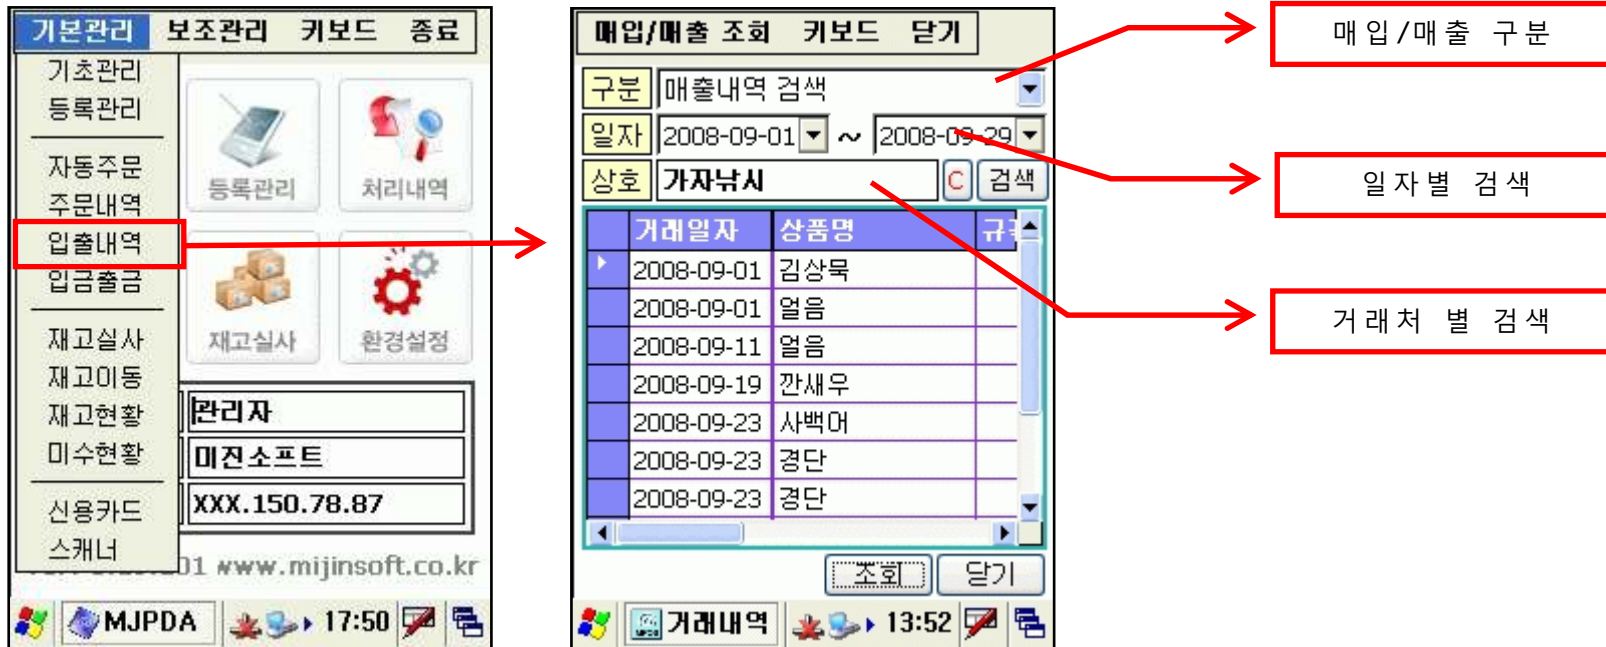 기본관리 보조관리 키보드 종료
기초관리
등록관리
자동주문
주문내역
입출내역
입금출금
재고실사
재고이동
재고현황
미수현황
신용카드
스캐너
등록관리 처리내역
재고실사 환경설정
관리자
미진소프트
XXX.150.78.87
01 www.mijinsoft.co.kr
MJPDA 17:50
매입/매출 조회 키보드 닫기
구분 매출내역 검색
일자 2008-09-01 ~ 2008-09-29
상호 가자낚시 C 검색
거래일자 상품명
2008-09-01 김상묵
2008-09-01 얼음
2008-09-11 얼음
2008-09-19 깐새우
2008-09-23 사백어
2008-09-23 경단
2008-09-23 경단
조회 닫기
거래내역 13:52
매입/매출 구분
일자별 검색
거래처 별 검색